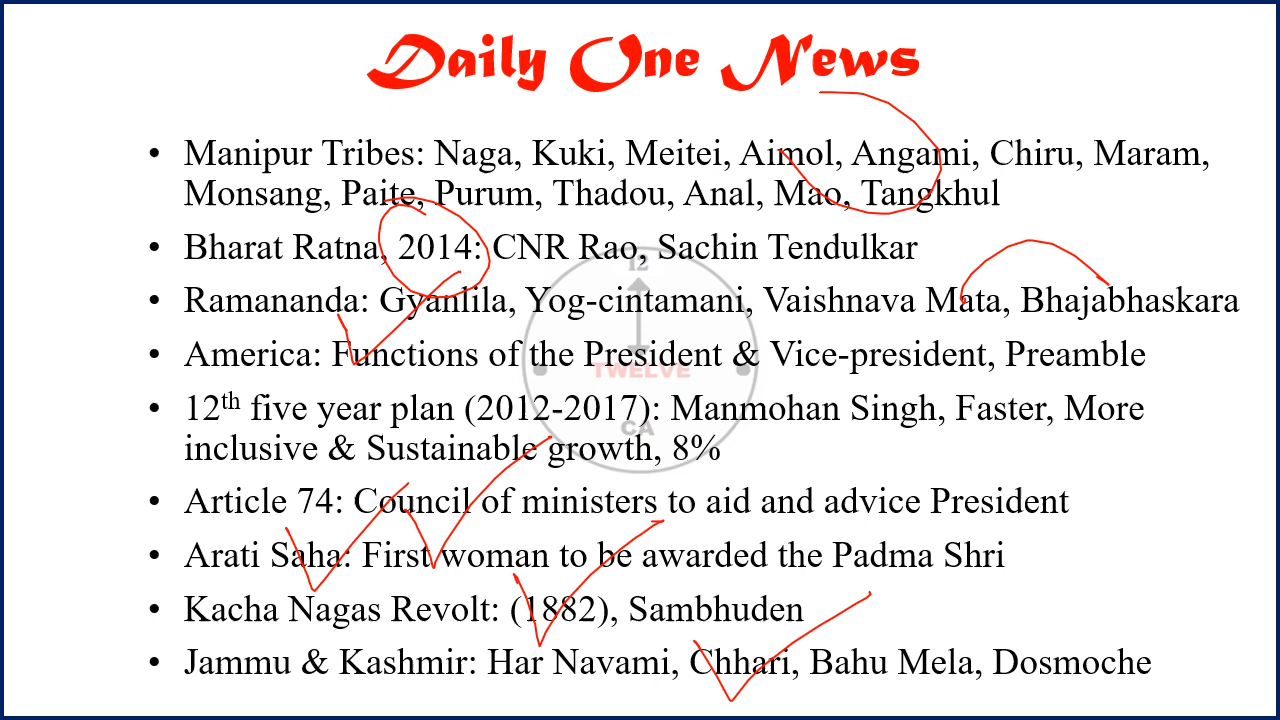 Daily One News
• Manipur Tribes: Naga, Kuki, Meitei, Aimol, Angami, Chiru, Maram,
Monsang, Paite, Purum, Thadou, Anal, Mao, Tangkhul
• Bharat Ratna, 2014: CNR Rao, Sachin Tendulkar
12
• Ramananda: Gyanlila, Yog-cintamani, Vaishnava Mata, Bhajabhaskara
• America: Functions of the President & Vice-president, Preamble
TWELVE
• 12th five year plan (2012-2017): Manmohan Singh, Faster, More
CA
inclusive & Sustainable growth, 8%
• Article 74: Council of ministers to aid and advice President
• Arati Saha: First woman to be awarded the Padma Shri
• Kacha Nagas Revolt: (1882), Sambhuden
• Jammu & Kashmir: Har Navami, Chhari, Bahu Mela, Dosmoche